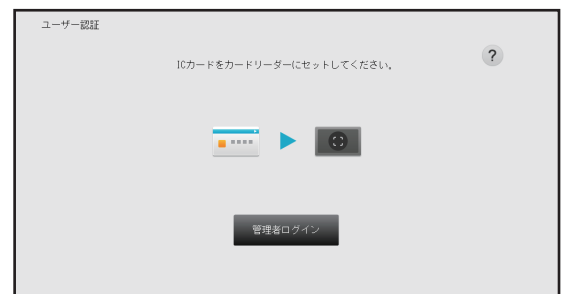 ユーザー認証
ICカードをカードリーダーにセットしてください。
?
管理者ログイン